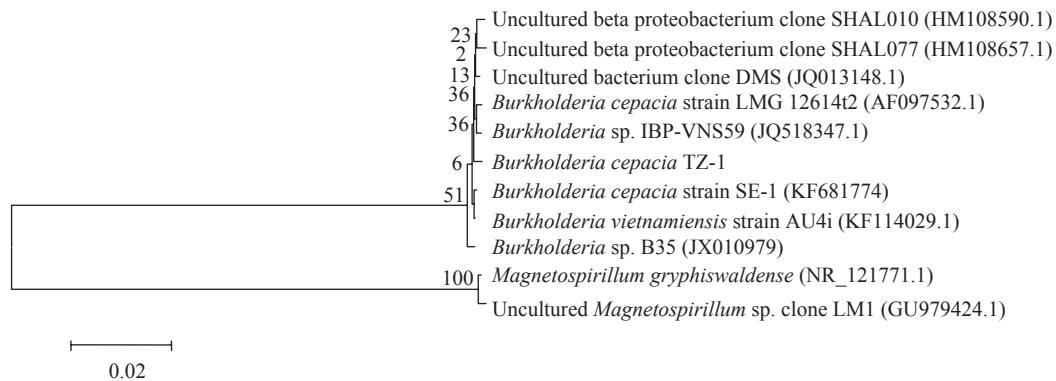 Uncultured beta proteobacterium clone SHAL010 (HM108590.1)
23
Uncultured beta proteobacterium clone SHAL077 (HM108657.1)
2
13
Uncultured bacterium clone DMS (JQ013148.1)
36
Burkholderia cepacia strain LMG 12614t2 (AF097532.1)
36
Burkholderia sp. IBP-VNS59 (JQ518347.1)
6
Burkholderia cepacia TZ-1
51
Burkholderia cepacia strain SE-1 (KF681774)
Burkholderia vietnamiensis strain AU4i (KF114029.1)
Burkholderia sp. B35 (JX010979)
100
Magnetospirillum gryphiswaldense (NR_121771.1)
Uncultured Magnetospirillum sp. clone LM1 (GU979424.1)
0.02